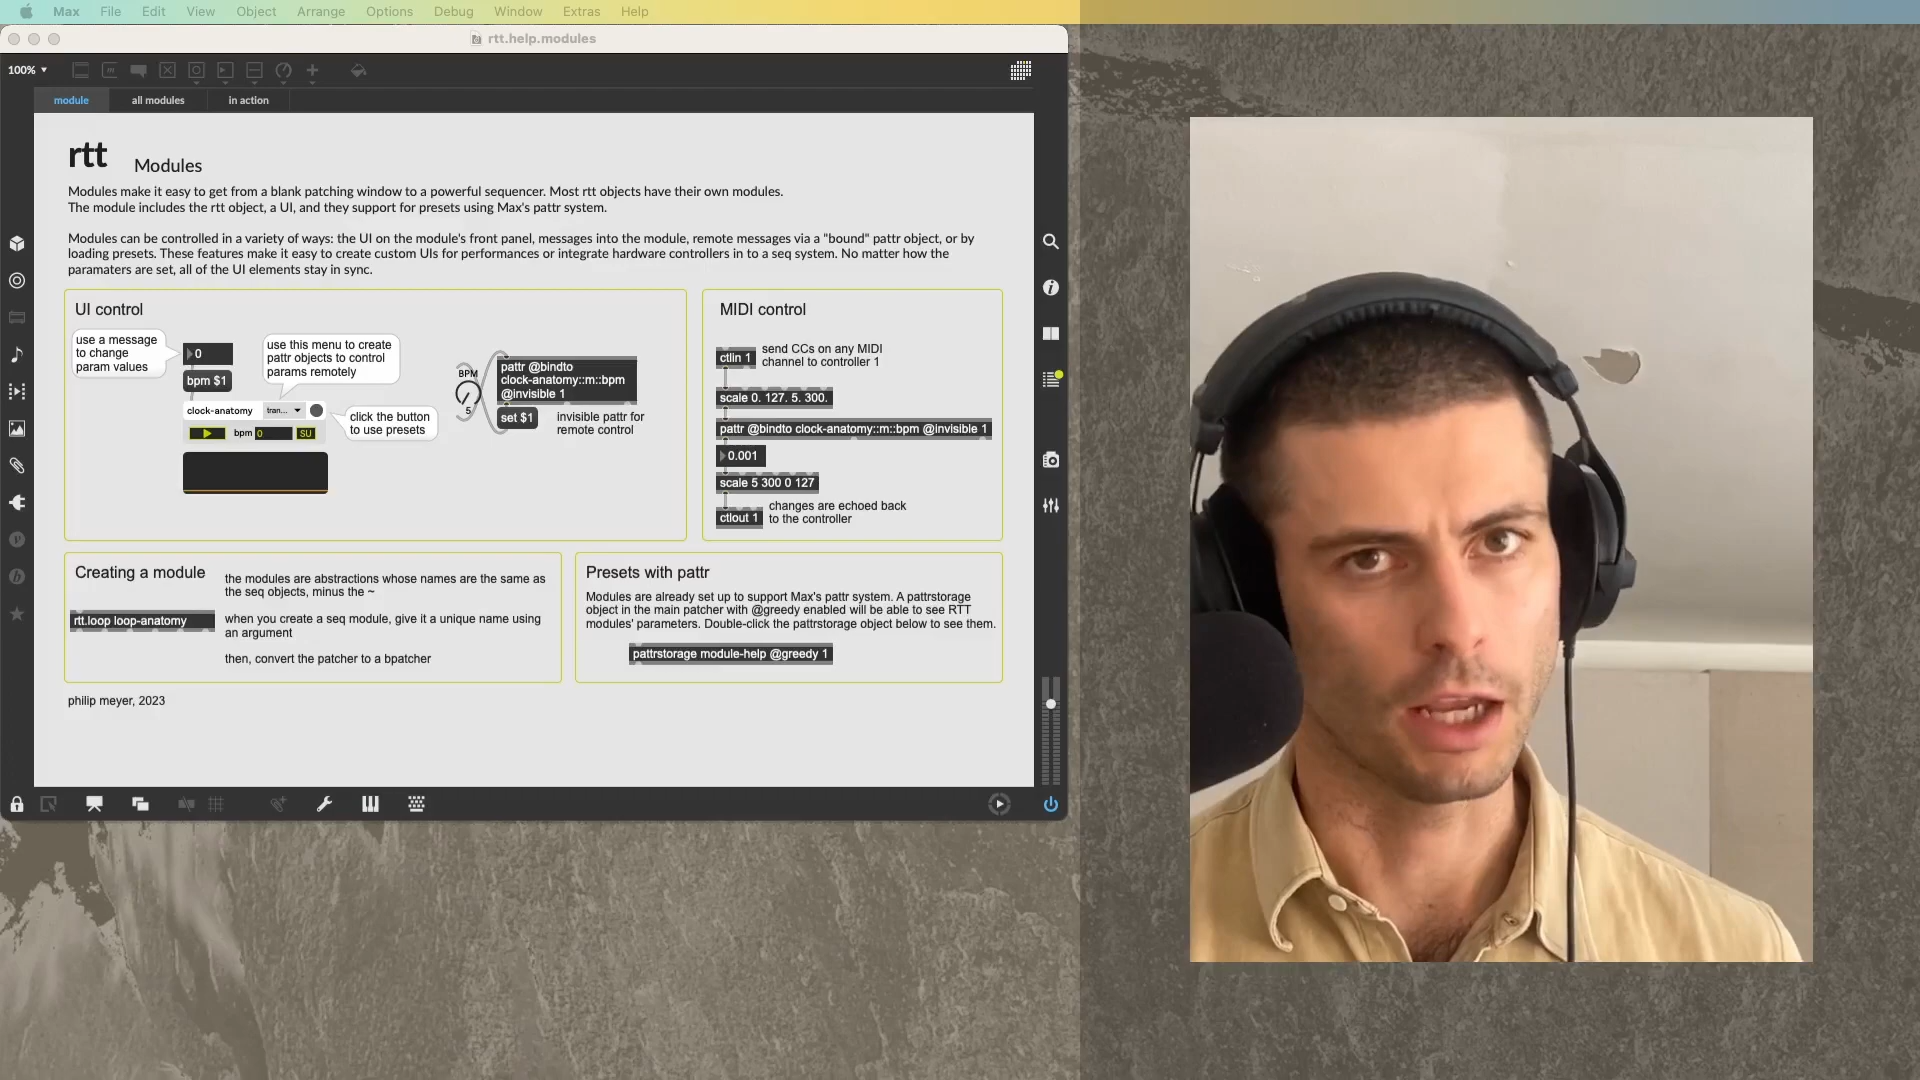 Max File Edit View Object Arrange Options Debug Window Extras Help
rtt.help.modules
100%
module all modules in action
rtt Modules
Modules make it easy to get from a blank patching window to a powerful sequencer. Most rtt objects have their own modules.
The module includes the rtt object, a UI, and they support for presets using Max's pattr system.
Modules can be controlled in a variety of ways: the UI on the module's front panel, messages into the module, remote messages via a "bound" pattr object, or by
loading presets. These features make it easy to create custom UIs for performances or integrate hardware controllers in to a seq system. No matter how the
paramaters are set, all of the UI elements stay in sync.
UI control
use a message
to change
param values
0
bpm $1
use this menu to create
pattr objects to control
params remotely
clock-anatomy tran...
bpm 0 SU
click the button
to use presets
BPM
5
pattr @bindto
clock-anatomy::m::bpm
@invisible 1
set $1
invisible pattr for
remote control
MIDI control
ctlin 1
send CCs on any MIDI
channel to controller 1
scale 0. 127. 5. 300.
pattr @bindto clock-anatomy::m::bpm @invisible 1
0.001
scale 5 300 0 127
ctlout 1
changes are echoed back
to the controller
Creating a module
the modules are abstractions whose names are the same as
the seq objects, minus the ~
rtt.loop loop-anatomy
when you create a seq module, give it a unique name using
an argument
then, convert the patcher to a bpatcher
Presets with pattr
Modules are already set up to support Max's pattr system. A pattrstorage
object in the main patcher with @greedy enabled will be able to see RTT
modules' parameters. Double-click the pattrstorage object below to see them.
pattrstorage module-help @greedy 1
philip meyer, 2023